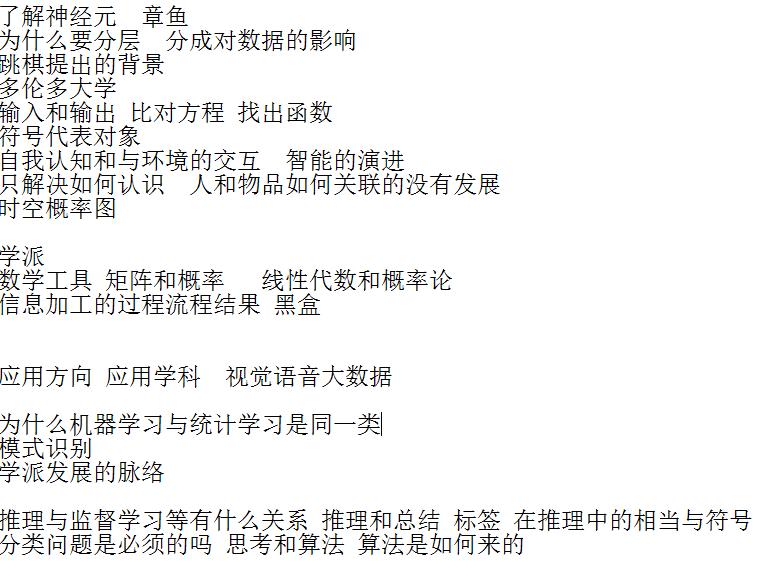 了解神经元 章鱼
为什么要分层 分成对数据的影响
跳棋提出的背景
多伦多大学
输入和输出 比对方程 找出函数
符号代表对象
自我认知和与环境的交互 智能的演进
只解决如何认识 人和物品如何关联的没有发展
时空概率图
学派
数学工具 矩阵和概率 线性代数和概率论
信息加工的过程流程结果 黑盒
应用方向 应用学科 视觉语音大数据
为什么机器学习与统计学习是同一类
模式识别
学派发展的脉络
推理与监督学习等有什么关系 推理和总结 标签 在推理中的相当与符号
分类问题是必须的吗 思考和算法 算法是如何来的